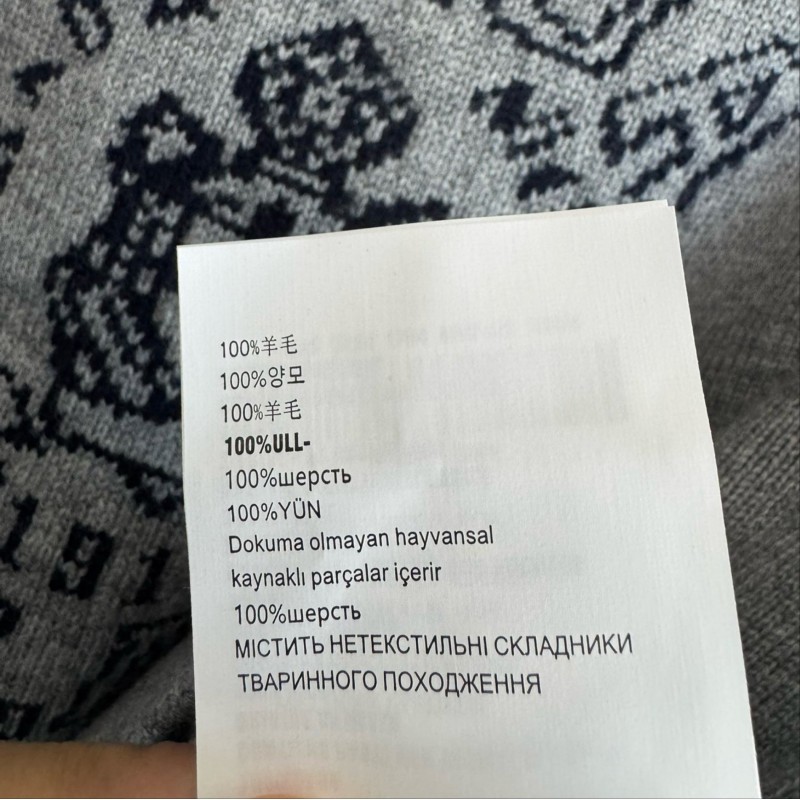 100%羊毛
100%양모
100%羊毛
100%ULL-
100%шерсть
100%YÜN
Dokuma olmayan hayvansal
kaynaklı parçalar içerir
100%шерсть
МІСТИТЬ НЕТЕКСТИЛЬНІ СКЛАДНИКИ
ТВАРИННОГО ПОХОДЖЕННЯ